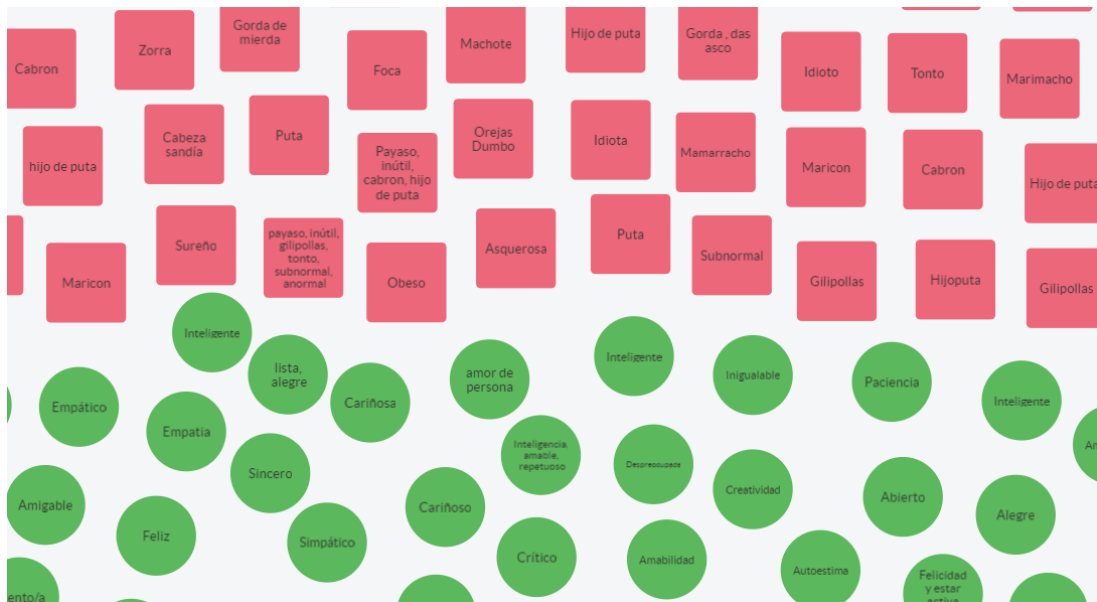 Gorda de
mierda
Zorra
Cabron
Foca
Machote
Hijo de puta
Gorda , das
asco
Idioto
Tonto
Marimacho
hijo de puta
Cabeza
sandía
Puta
Payaso,
inútil,
cabron, hijo
de puta
Orejas
Dumbo
Idiota
Mamarracho
Maricon
Cabron
Hijo de puta
Maricon
Sureño
payaso, inútil,
gilipollas,
tonto,
subnormal,
anormal
Obeso
Asquerosa
Puta
Subnormal
Gilipollas
Hijoputa
Gilipollas
Inteligente
lista,
alegre
Cariñosa
amor de
persona
Inteligente
Inigualable
Paciencia
Inteligente
Empático
Empatia
Sincero
Inteligencia,
amable,
repetuoso
Despreocupada
Creatividad
Abierto
Alegre
Amigable
Feliz
Simpático
Cariñoso
Crítico
Amabilidad
Autoestima
Felicidad
y estar
activa
ento/a